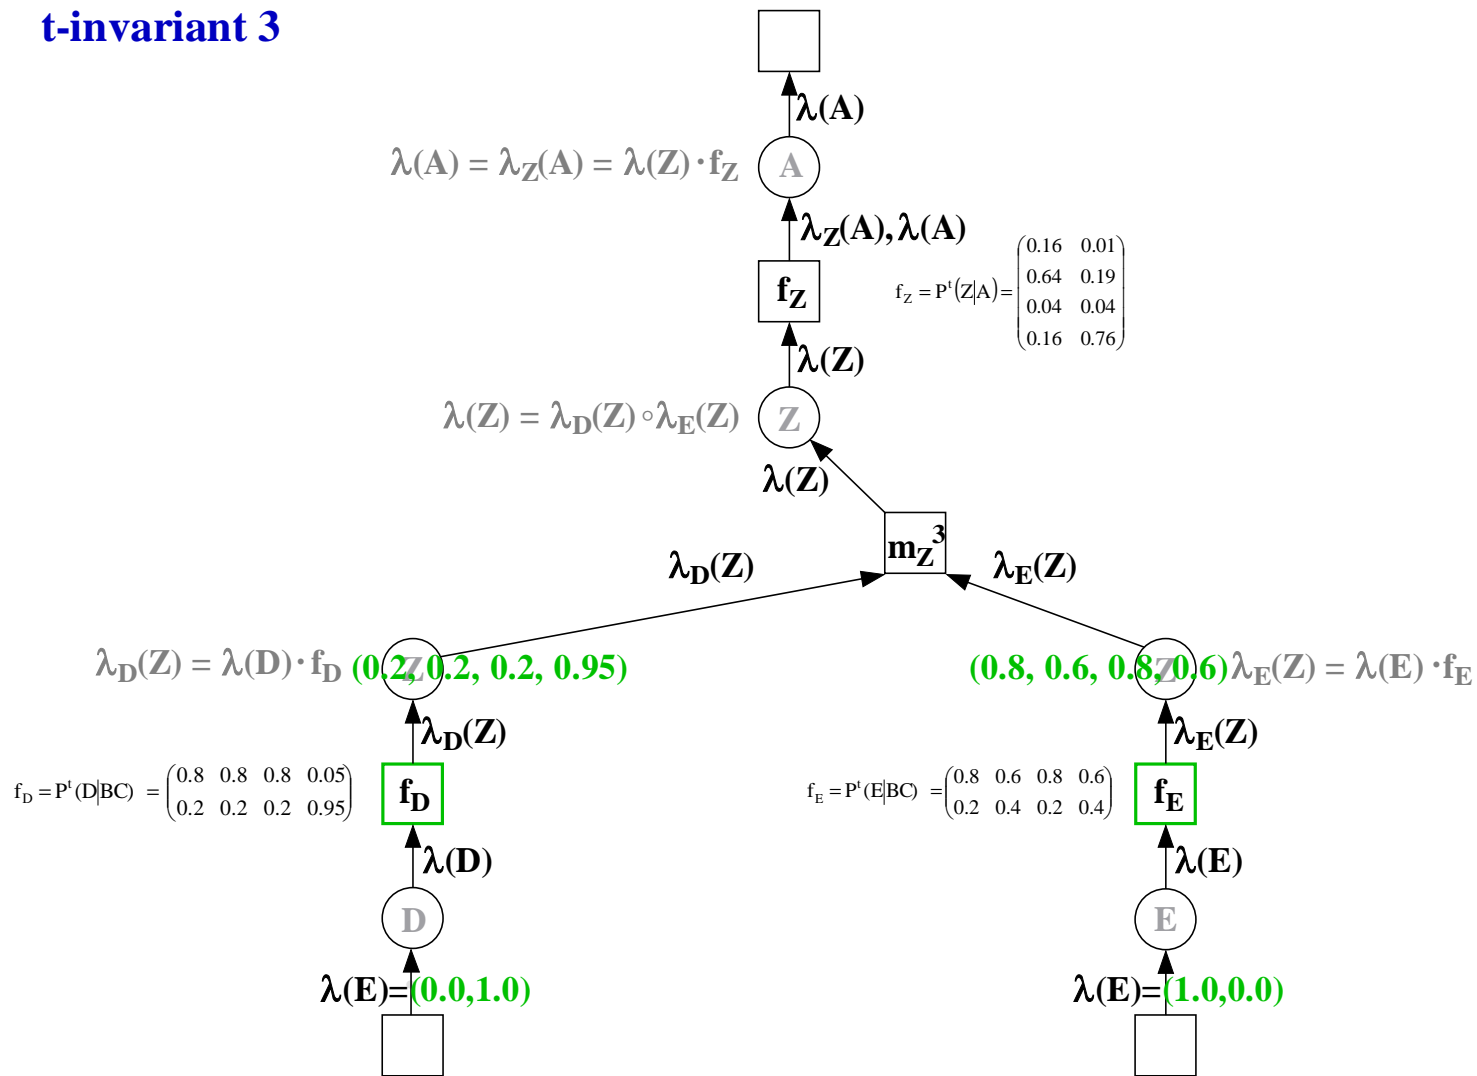 t-invariant 3
λ(A)
λ(A) = λZ(A) = λ(Z)·fZ
A
λZ(A),λ(A)
fZ
fZ = Pᵗ(Z|A) =
0.16 0.01
0.64 0.19
0.04 0.04
0.16 0.76
λ(Z)
λ(Z) = λD(Z)∘λE(Z)
Z
λ(Z)
mZ³
λD(Z)
λE(Z)
λD(Z) = λ(D)·fD
Z
(0.2, 0.2, 0.2, 0.95)
(0.8, 0.6, 0.8, 0.6)
Z
λE(Z) = λ(E)·fE
λD(Z)
λE(Z)
fD = Pᵗ(D|BC) =
0.8 0.8 0.8 0.05
0.2 0.2 0.2 0.95
fD
fE = Pᵗ(E|BC) =
0.8 0.6 0.8 0.6
0.2 0.4 0.2 0.4
fE
λ(D)
λ(E)
D
E
λ(E)=(0.0,1.0)
λ(E)=(1.0,0.0)